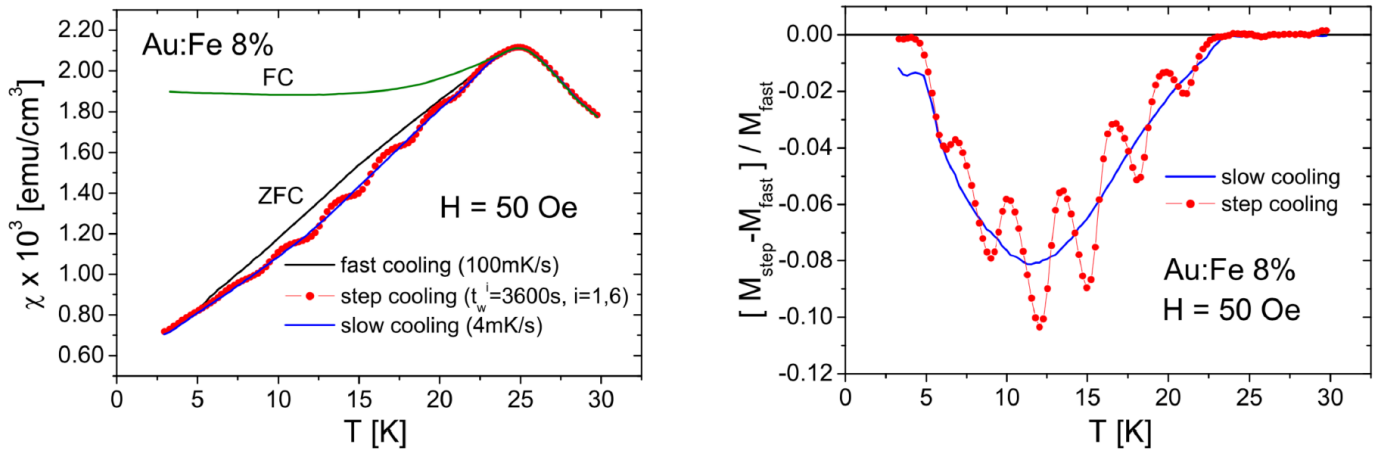 Au:Fe 8%
FC
ZFC
H = 50 Oe
fast cooling (100mK/s)
step cooling (t_w^i=3600s, i=1,6)
slow cooling (4mK/s)
χ x 10^3 [emu/cm^3]
2.20
2.00
1.80
1.60
1.40
1.20
1.00
0.80
0.60
0 5 10 15 20 25 30
T [K]
[ M_step-M_fast ] / M_fast
0.00
-0.02
-0.04
-0.06
-0.08
-0.10
-0.12
slow cooling
step cooling
Au:Fe 8%
H = 50 Oe
0 5 10 15 20 25 30
T [K]